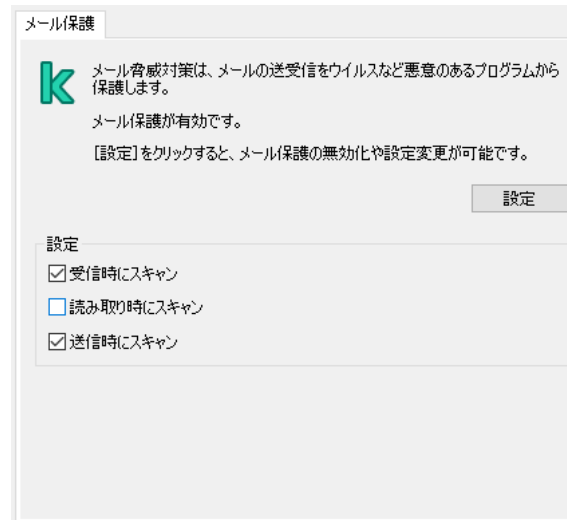 メール保護
メール脅威対策は、メールの送受信をウイルスなど悪意のあるプログラムから
保護します。
メール保護が有効です。
[設定]をクリックすると、メール保護の無効化や設定変更が可能です。
設定
設定
受信時にスキャン
読み取り時にスキャン
送信時にスキャン